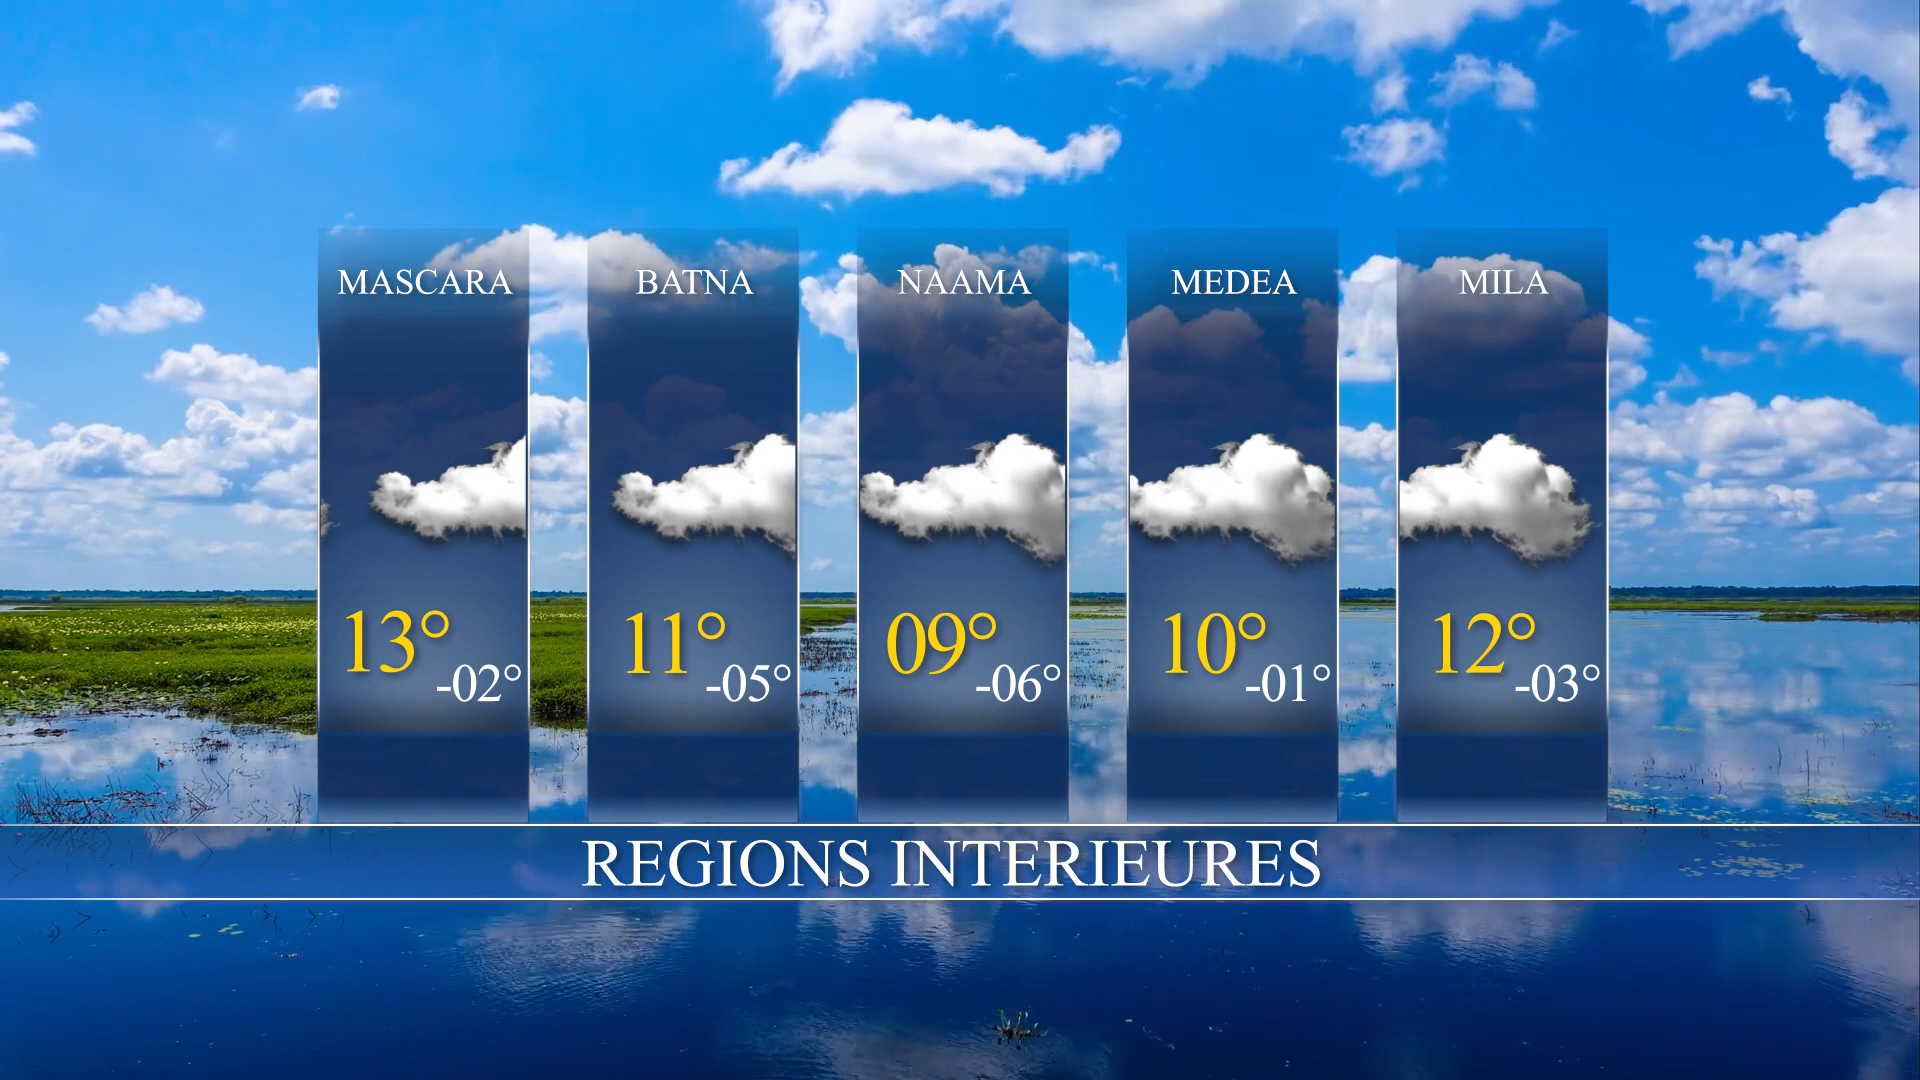 MASCARA
13°
-02°
BATNA
11°
-05°
NAAMA
09°
-06°
MEDEA
10°
-01°
MILA
12°
-03°
REGIONS INTERIEURES